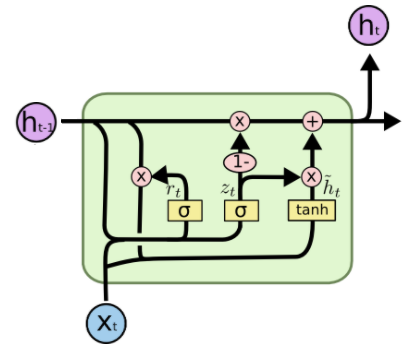 hₜ
hₜ₋₁
x +
1-
x rₜ zₜ x h̃ₜ
σ σ tanh
xₜ